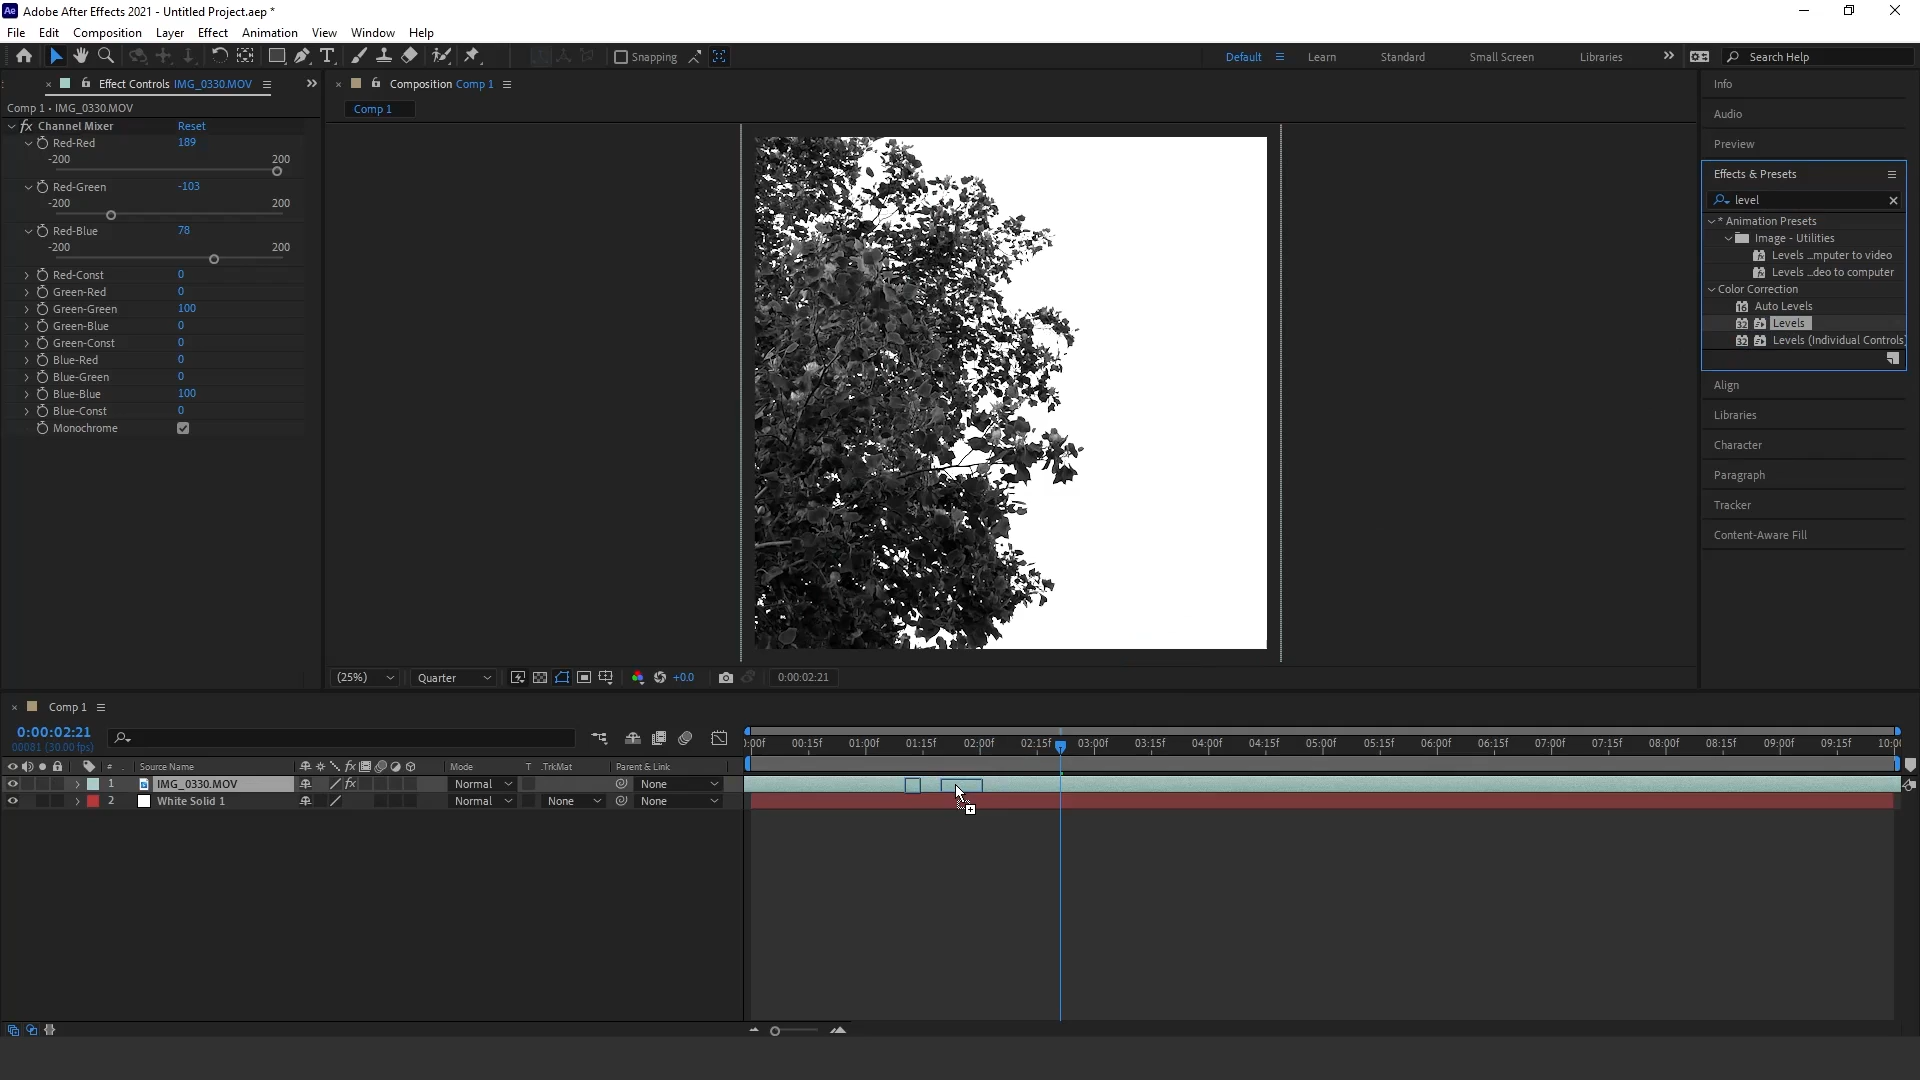 Adobe After Effects 2021 - Untitled Project.aep *
File Edit Composition Layer Effect Animation View Window Help
Snapping
Default Learn Standard Small Screen Libraries Search Help
Effect Controls IMG_0330.MOV
Comp 1 • IMG_0330.MOV
fx Channel Mixer Reset
Red-Red 189
-200 200
Red-Green -103
-200 200
Red-Blue 78
-200 200
Red-Const 0
Green-Red 0
Green-Green 100
Green-Blue 0
Green-Const 0
Blue-Red 0
Blue-Green 0
Blue-Blue 100
Blue-Const 0
Monochrome
Composition Comp 1
Comp 1
(25%) Quarter +0.0 0:00:02:21
Info
Audio
Preview
Effects & Presets
level
* Animation Presets
Image - Utilities
Levels ...mputer to video
Levels ...deo to computer
Color Correction
Auto Levels
Levels
Levels (Individual Controls)
Align
Libraries
Character
Paragraph
Tracker
Content-Aware Fill
Comp 1
0:00:02:21
00081 (30.00 fps)
:00f 00:15f 01:00f 01:15f 02:00f 02:15f 03:00f 03:15f 04:00f 04:15f 05:00f 05:15f 06:00f 06:15f 07:00f 07:15f 08:00f 08:15f 09:00f 09:15f 10:00
# Source Name Mode T .TrkMat Parent & Link
1 IMG_0330.MOV Normal None
2 White Solid 1 Normal None None